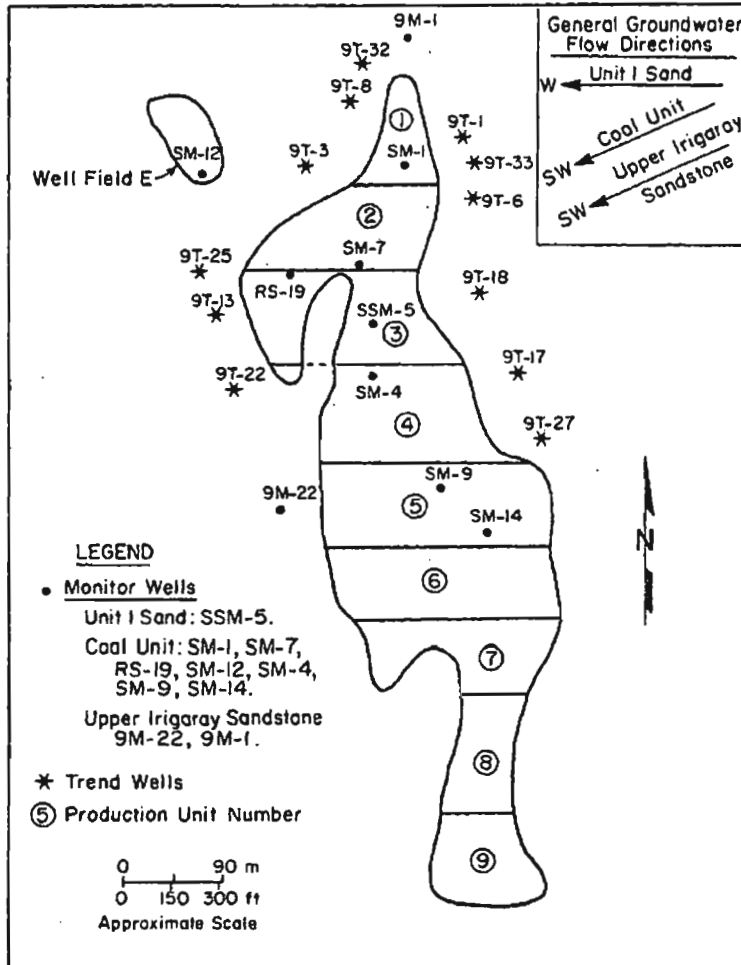 9M-1
General Groundwater
Flow Directions
W
Unit 1 Sand
Coal Unit
SW
Upper Irigaray
Sandstone
SW
9T-32
9T-8
①
9T-1
SM-12
9T-3
SM-1
9T-33
Well Field E
9T-6
②
9T-25
SM-7
RS-19
9T-18
9T-13
SSM-5
③
9T-22
SM-4
9T-17
④
9T-27
9M-22
SM-9
⑤
SM-14
N
LEGEND
• Monitor Wells
Unit 1 Sand: SSM-5.
Coal Unit: SM-1, SM-7,
RS-19, SM-12, SM-4,
SM-9, SM-14.
Upper Irigaray Sandstone
9M-22, 9M-1.
* Trend Wells
⑤ Production Unit Number
⑥
⑦
⑧
⑨
0 90 m
0 150 300 ft
Approximate Scale